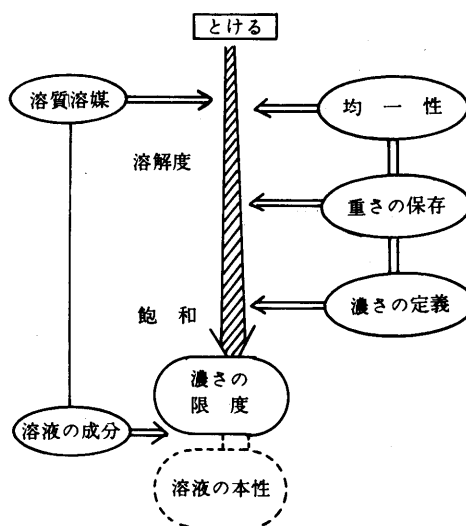 とける
溶質溶媒
均一性
溶解度
重さの保存
濃さの定義
飽和
濃さの
限度
溶液の成分
溶液の本性